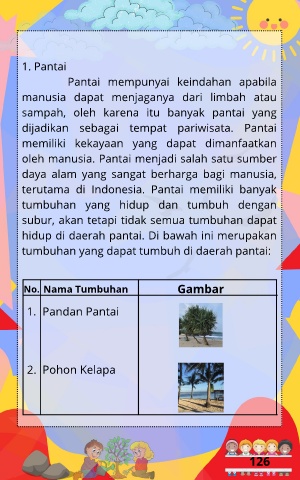 1. Pantai
Pantai mempunyai keindahan apabila
manusia dapat menjaganya dari limbah atau
sampah, oleh karena itu banyak pantai yang
dijadikan sebagai tempat pariwisata. Pantai
memiliki kekayaan yang dapat dimanfaatkan
oleh manusia. Pantai menjadi salah satu sumber
daya alam yang sangat berharga bagi manusia,
terutama di Indonesia. Pantai memiliki banyak
tumbuhan yang hidup dan tumbuh dengan
subur, akan tetapi tidak semua tumbuhan dapat
hidup di daerah pantai. Di bawah ini merupakan
tumbuhan yang dapat tumbuh di daerah pantai:
No. Nama Tumbuhan Gambar
1. Pandan Pantai
2. Pohon Kelapa
126